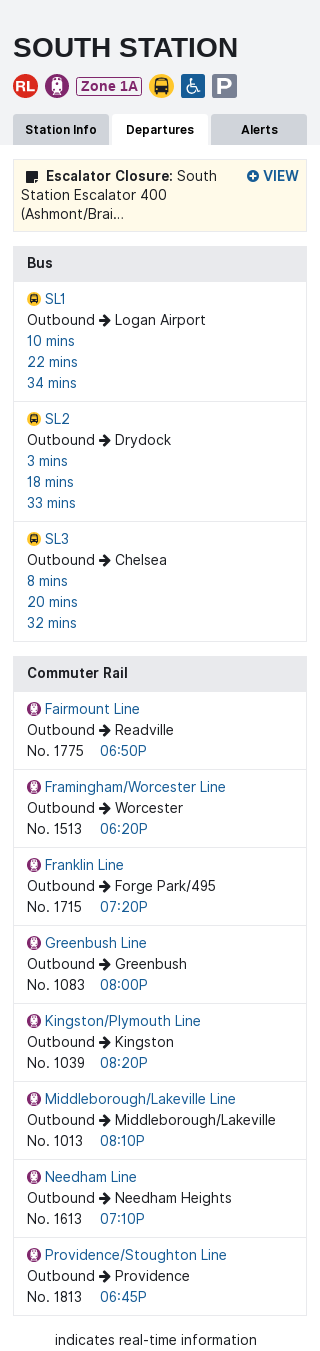 SOUTH STATION
RL Zone 1A P
Station Info Departures Alerts
Escalator Closure: South VIEW
Station Escalator 400
(Ashmont/Brai…
Bus
SL1
Outbound → Logan Airport
10 mins
22 mins
34 mins
SL2
Outbound → Drydock
3 mins
18 mins
33 mins
SL3
Outbound → Chelsea
8 mins
20 mins
32 mins
Commuter Rail
Fairmount Line
Outbound → Readville
No. 1775 06:50P
Framingham/Worcester Line
Outbound → Worcester
No. 1513 06:20P
Franklin Line
Outbound → Forge Park/495
No. 1715 07:20P
Greenbush Line
Outbound → Greenbush
No. 1083 08:00P
Kingston/Plymouth Line
Outbound → Kingston
No. 1039 08:20P
Middleborough/Lakeville Line
Outbound → Middleborough/Lakeville
No. 1013 08:10P
Needham Line
Outbound → Needham Heights
No. 1613 07:10P
Providence/Stoughton Line
Outbound → Providence
No. 1813 06:45P
indicates real-time information